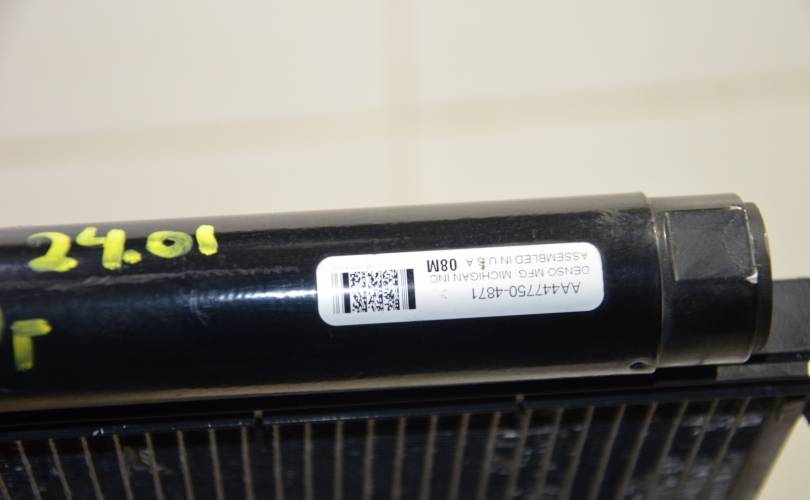 24.01
AA447750-4871
DENSO MFG. MICHIGAN INC
ASSEMBLED IN U.S.A. 08M